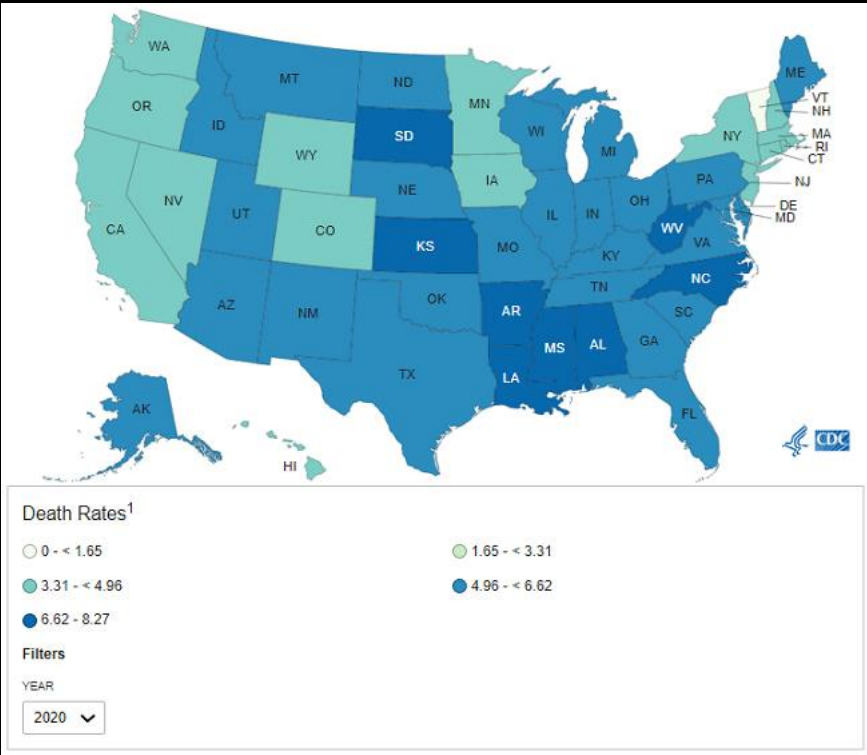 WA
MT
ND
MN
ME
VT
NH
OR
ID
SD
WI
MI
NY
MA
RI
CT
WY
IA
NE
PA
NJ
NV
UT
CO
IL
IN
OH
DE
MD
CA
KS
MO
WV
VA
KY
AZ
NM
OK
AR
TN
NC
SC
TX
LA
MS
AL
GA
FL
AK
HI
CDC
Death Rates1
0 - < 1.65
1.65 - < 3.31
3.31 - < 4.96
4.96 - < 6.62
6.62 - 8.27
Filters
YEAR
2020